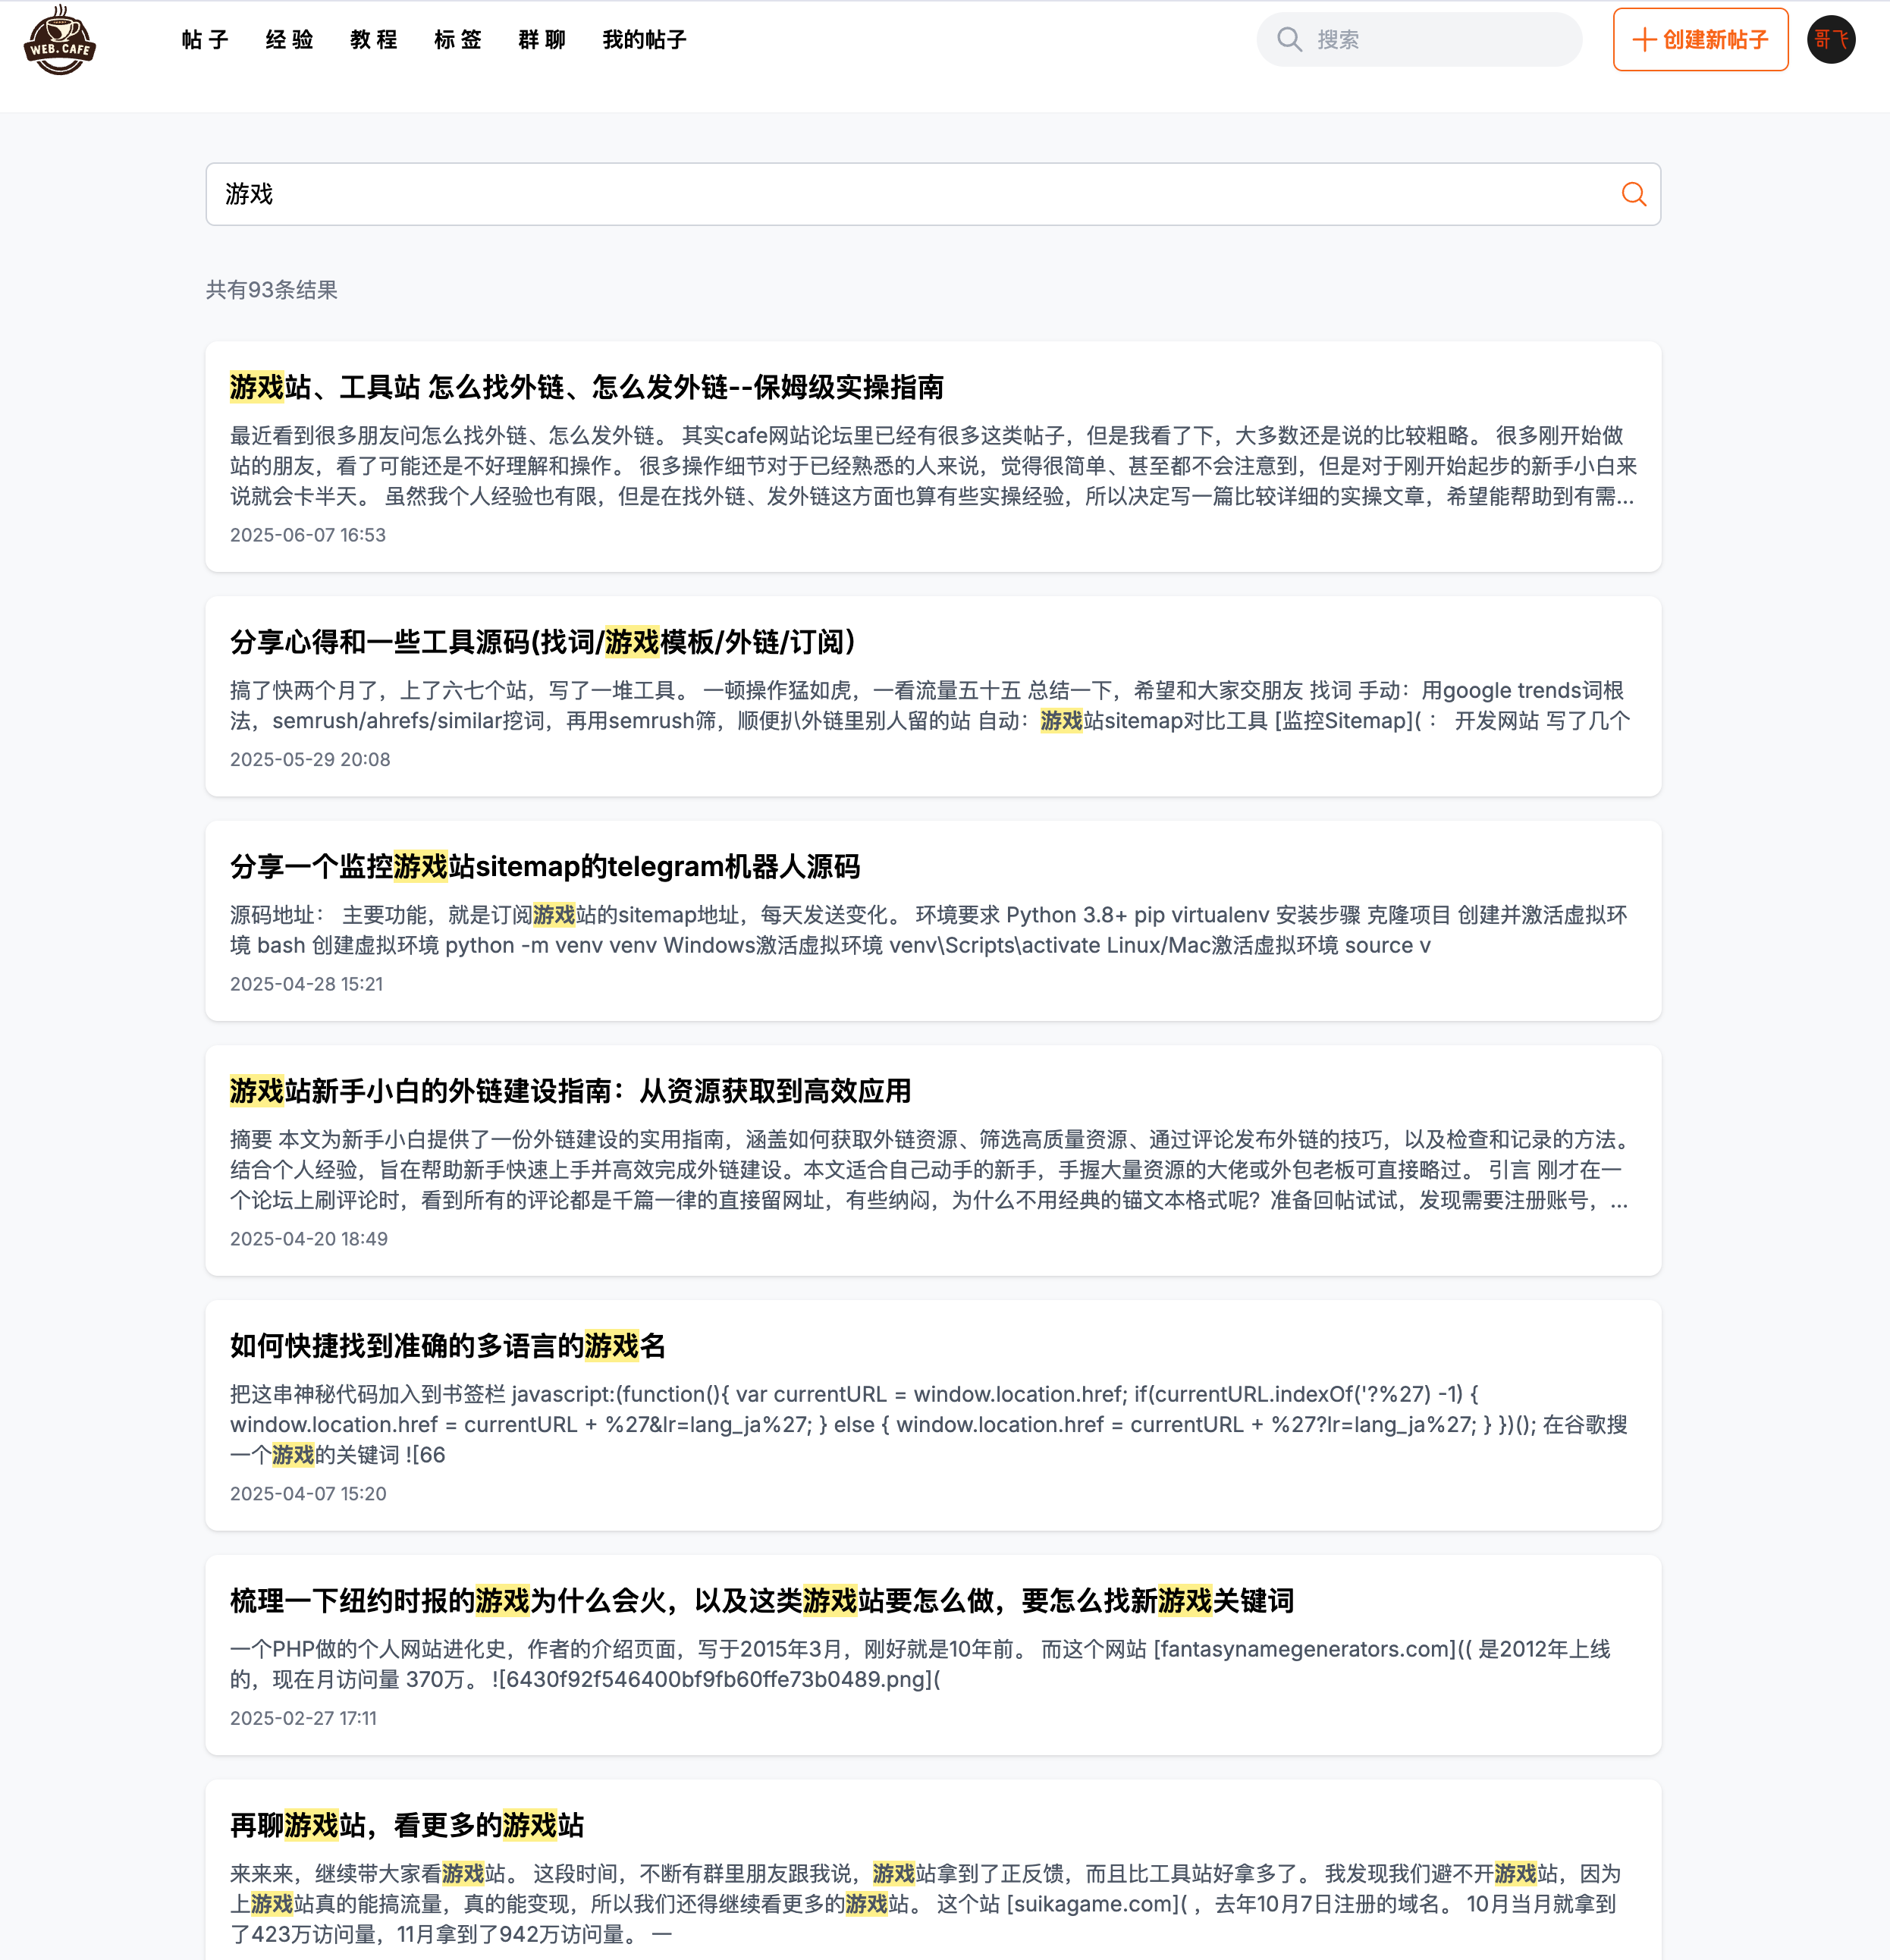 WEB.CAFE
帖子 经验 教程 标签 群聊 我的帖子
搜索
创建新帖子
哥飞
游戏
共有93条结果
游戏站、工具站 怎么找外链、怎么发外链--保姆级实操指南
最近看到很多朋友问怎么找外链、怎么发外链。 其实cafe网站论坛里已经有很多这类帖子，但是我看了下，大多数还是说的比较粗略。 很多刚开始做
站的朋友，看了可能还是不好理解和操作。 很多操作细节对于已经熟悉的人来说，觉得很简单、甚至都不会注意到，但是对于刚开始起步的新手小白来
说就会卡半天。 虽然我个人经验也有限，但是在找外链、发外链这方面也算有些实操经验，所以决定写一篇比较详细的实操文章，希望能帮助到有需...
2025-06-07 16:53
分享心得和一些工具源码(找词/游戏模板/外链/订阅）
搞了快两个月了，上了六七个站，写了一堆工具。 一顿操作猛如虎，一看流量五十五 总结一下，希望和大家交朋友 找词 手动：用google trends词根
法，semrush/ahrefs/similar挖词，再用semrush筛，顺便扒外链里别人留的站 自动：游戏站sitemap对比工具 [监控Sitemap]( ： 开发网站 写了几个
2025-05-29 20:08
分享一个监控游戏站sitemap的telegram机器人源码
源码地址： 主要功能，就是订阅游戏站的sitemap地址，每天发送变化。 环境要求 Python 3.8+ pip virtualenv 安装步骤 克隆项目 创建并激活虚拟环
境 bash 创建虚拟环境 python -m venv venv Windows激活虚拟环境 venv\Scripts\activate Linux/Mac激活虚拟环境 source v
2025-04-28 15:21
游戏站新手小白的外链建设指南：从资源获取到高效应用
摘要 本文为新手小白提供了一份外链建设的实用指南，涵盖如何获取外链资源、筛选高质量资源、通过评论发布外链的技巧，以及检查和记录的方法。
结合个人经验，旨在帮助新手快速上手并高效完成外链建设。本文适合自己动手的新手，手握大量资源的大佬或外包老板可直接略过。 引言 刚才在一
个论坛上刷评论时，看到所有的评论都是千篇一律的直接留网址，有些纳闷，为什么不用经典的锚文本格式呢？准备回帖试试，发现需要注册账号，...
2025-04-20 18:49
如何快捷找到准确的多语言的游戏名
把这串神秘代码加入到书签栏 javascript:(function(){ var currentURL = window.location.href; if(currentURL.indexOf('?%27) -1) {
window.location.href = currentURL + %27&lr=lang_ja%27; } else { window.location.href = currentURL + %27?lr=lang_ja%27; } })(); 在谷歌搜
一个游戏的关键词 ![66
2025-04-07 15:20
梳理一下纽约时报的游戏为什么会火，以及这类游戏站要怎么做，要怎么找新游戏关键词
一个PHP做的个人网站进化史，作者的介绍页面，写于2015年3月，刚好就是10年前。 而这个网站 [fantasynamegenerators.com](( 是2012年上线
的，现在月访问量 370万。 ![6430f92f546400bf9fb60ffe73b0489.png](
2025-02-27 17:11
再聊游戏站，看更多的游戏站
来来来，继续带大家看游戏站。 这段时间，不断有群里朋友跟我说，游戏站拿到了正反馈，而且比工具站好拿多了。 我发现我们避不开游戏站，因为
上游戏站真的能搞流量，真的能变现，所以我们还得继续看更多的游戏站。 这个站 [suikagame.com]( ，去年10月7日注册的域名。 10月当月就拿到
了423万访问量，11月拿到了942万访问量。 一